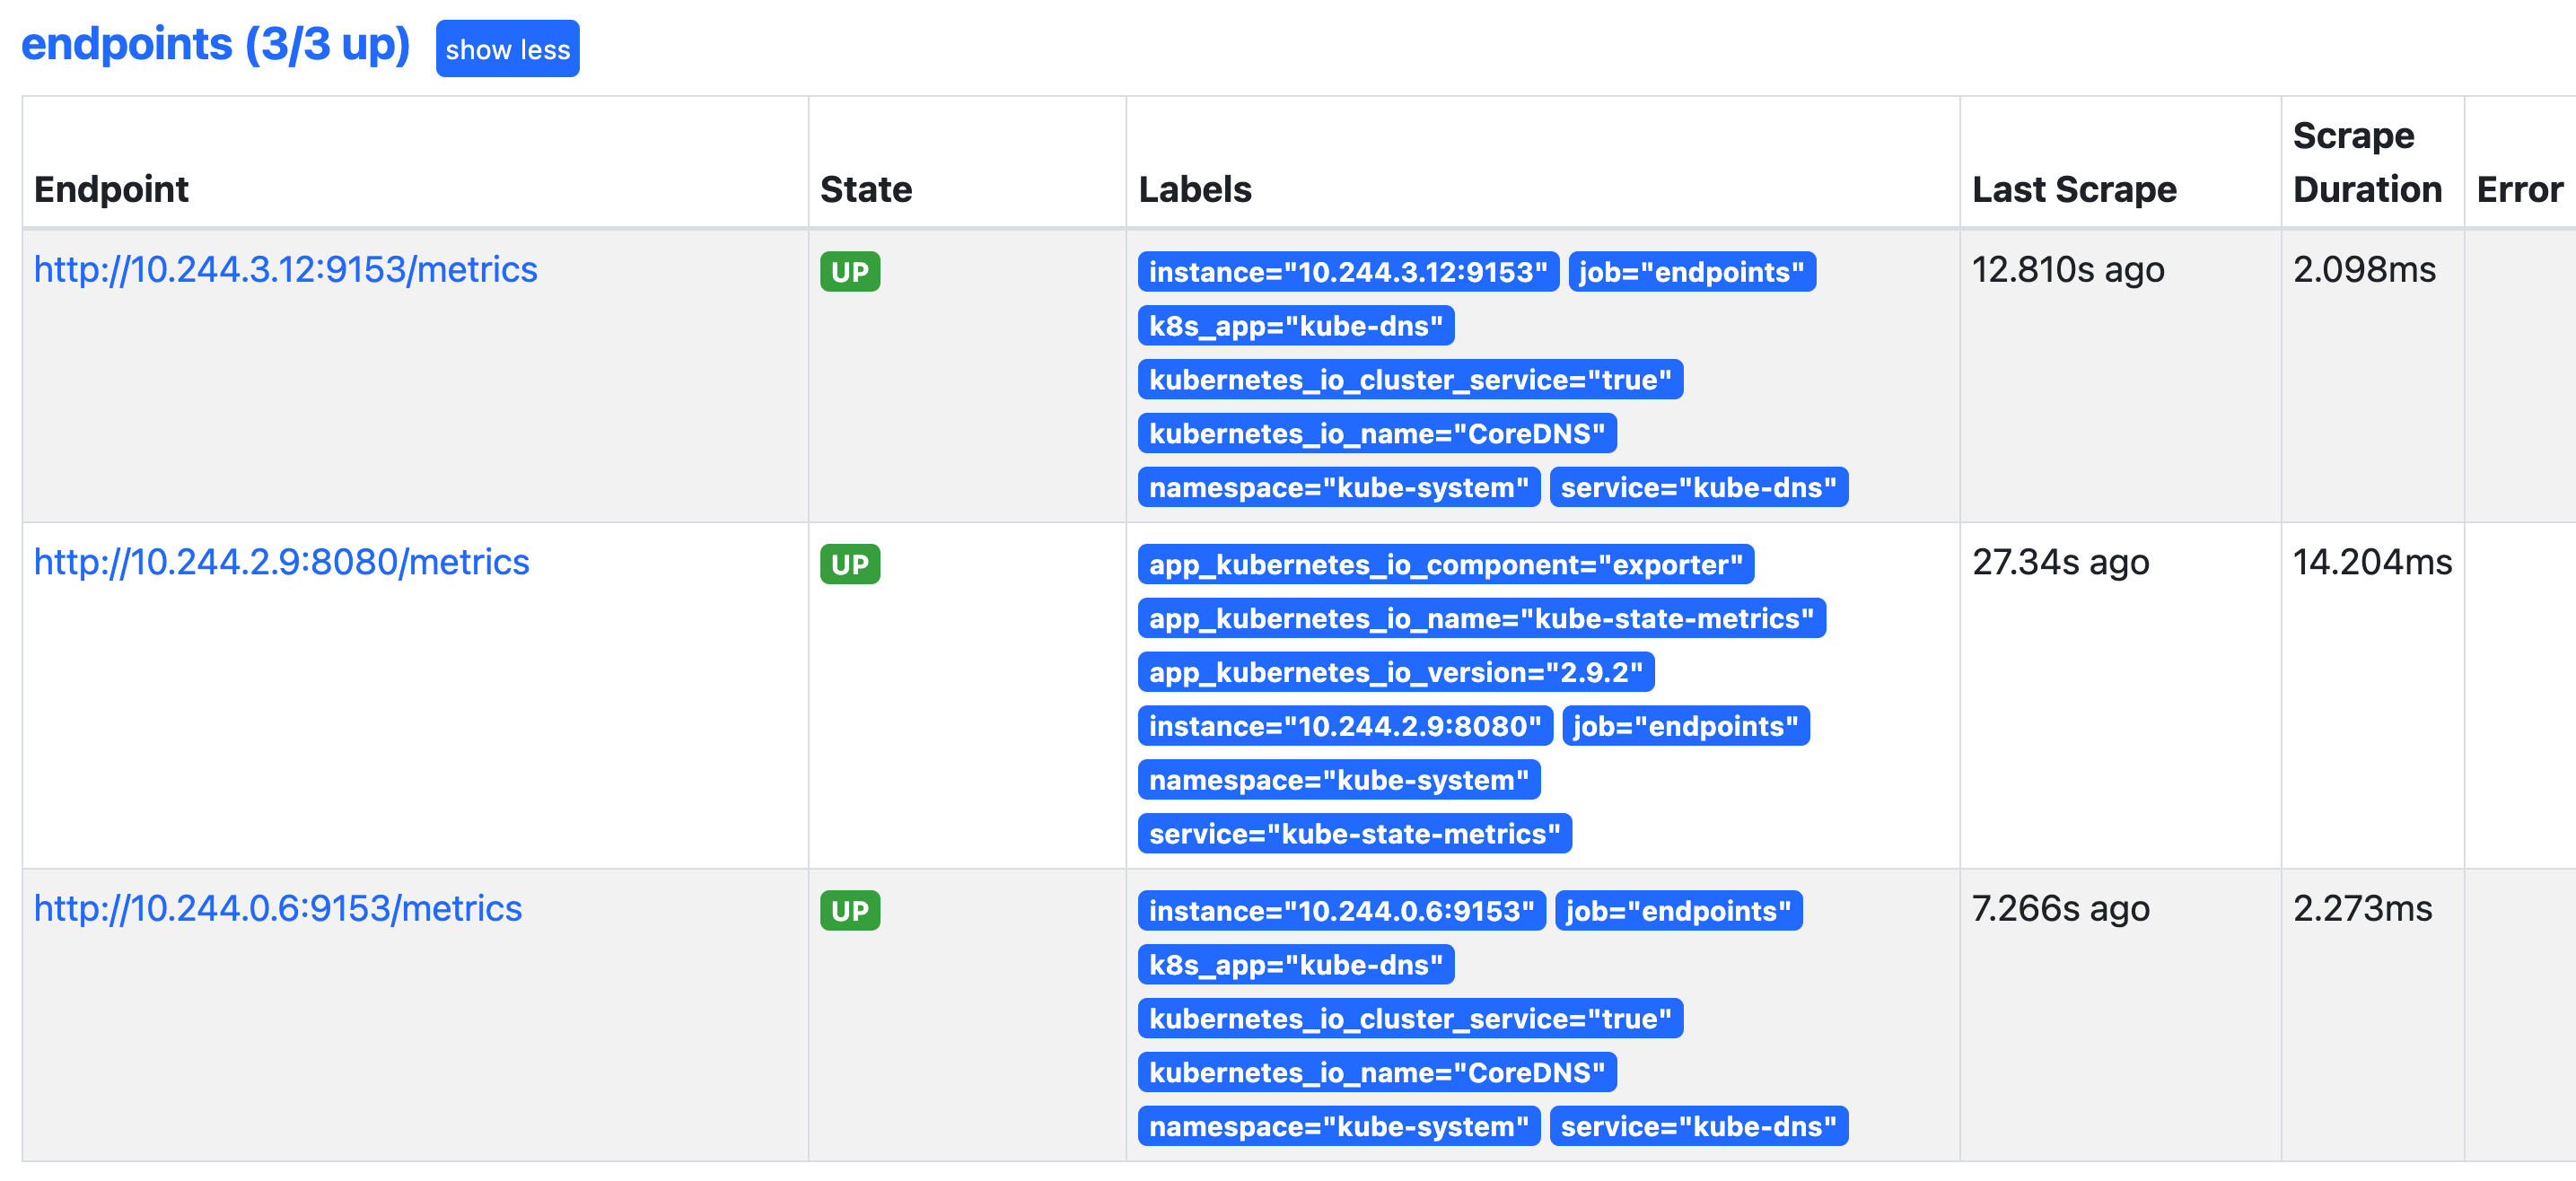 endpoints (3/3 up) show less
Endpoint State Labels Last Scrape Scrape Duration Error
http://10.244.3.12:9153/metrics UP instance="10.244.3.12:9153" job="endpoints" 12.810s ago 2.098ms
k8s_app="kube-dns"
kubernetes_io_cluster_service="true"
kubernetes_io_name="CoreDNS"
namespace="kube-system" service="kube-dns"
http://10.244.2.9:8080/metrics UP app_kubernetes_io_component="exporter" 27.34s ago 14.204ms
app_kubernetes_io_name="kube-state-metrics"
app_kubernetes_io_version="2.9.2"
instance="10.244.2.9:8080" job="endpoints"
namespace="kube-system"
service="kube-state-metrics"
http://10.244.0.6:9153/metrics UP instance="10.244.0.6:9153" job="endpoints" 7.266s ago 2.273ms
k8s_app="kube-dns"
kubernetes_io_cluster_service="true"
kubernetes_io_name="CoreDNS"
namespace="kube-system" service="kube-dns"